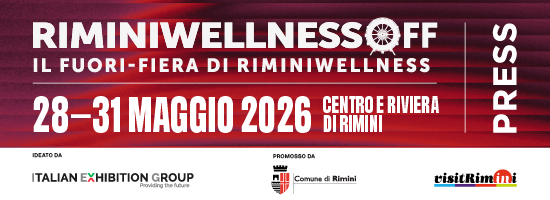 RIMINIWELLNESSOFF
IL FUORI-FIERA DI RIMINIWELLNESS
28–31 MAGGIO 2026 CENTRO E RIVIERA
DI RIMINI
PRESS
IDEATO DA
ITALIAN EXHIBITION GROUP
Providing the future
PROMOSSO DA
Comune di Rimini
visitRimini